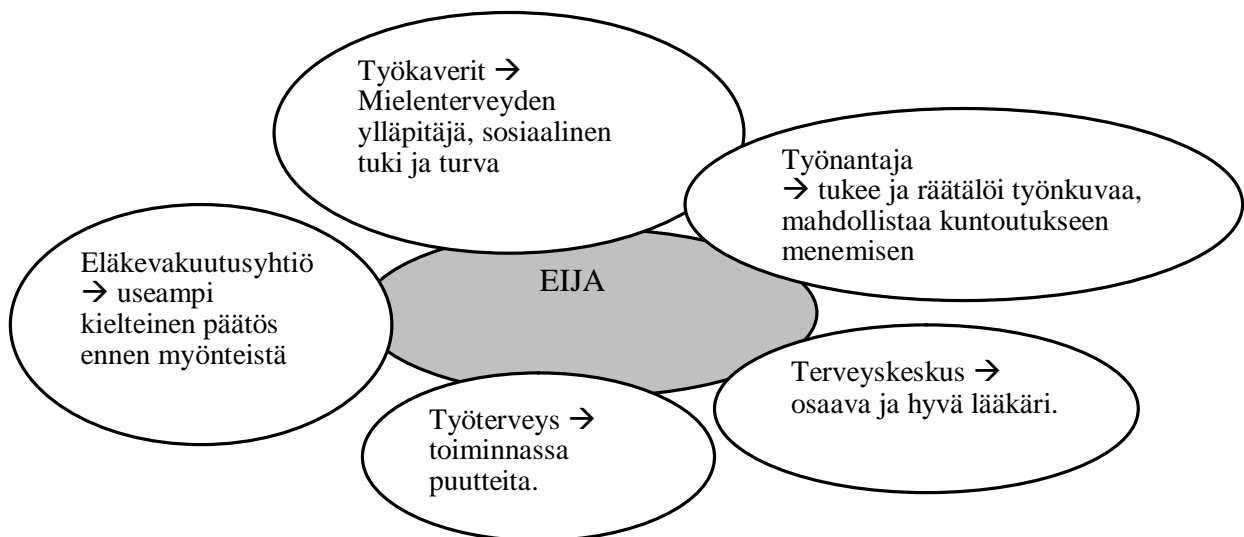 Työkaverit →
Mielenterveyden
ylläpitäjä, sosiaalinen
tuki ja turva
Työnantaja
→ tukee ja räätälöi työnkuvaa,
mahdollistaa kuntoutukseen
menemisen
Eläkevakuutusyhtiö
→ useampi
kielteinen päätös
ennen myönteistä
EIJA
Terveyskeskus →
osaava ja hyvä lääkäri.
Työterveys →
toiminnassa
puutteita.